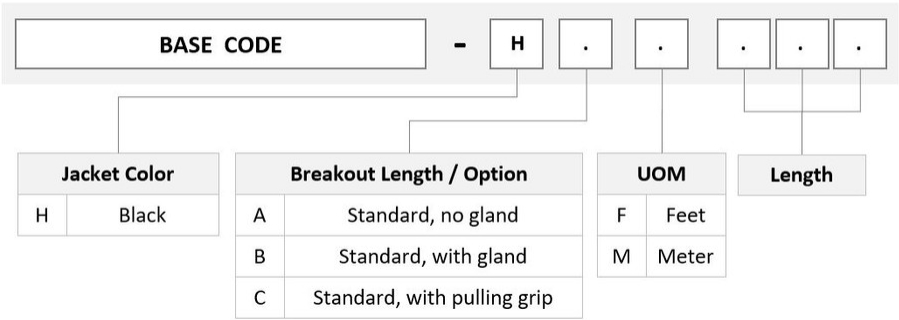 BASE CODE - H . . . . .
Jacket Color
H Black
Breakout Length / Option
A Standard, no gland
B Standard, with gland
C Standard, with pulling grip
UOM
F Feet
M Meter
Length